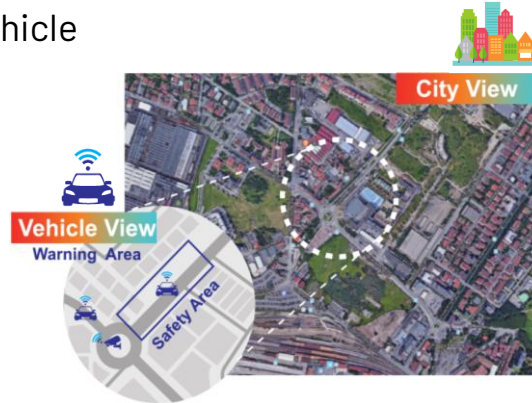 hicle
City View
Vehicle View
Warning Area
Safety Area